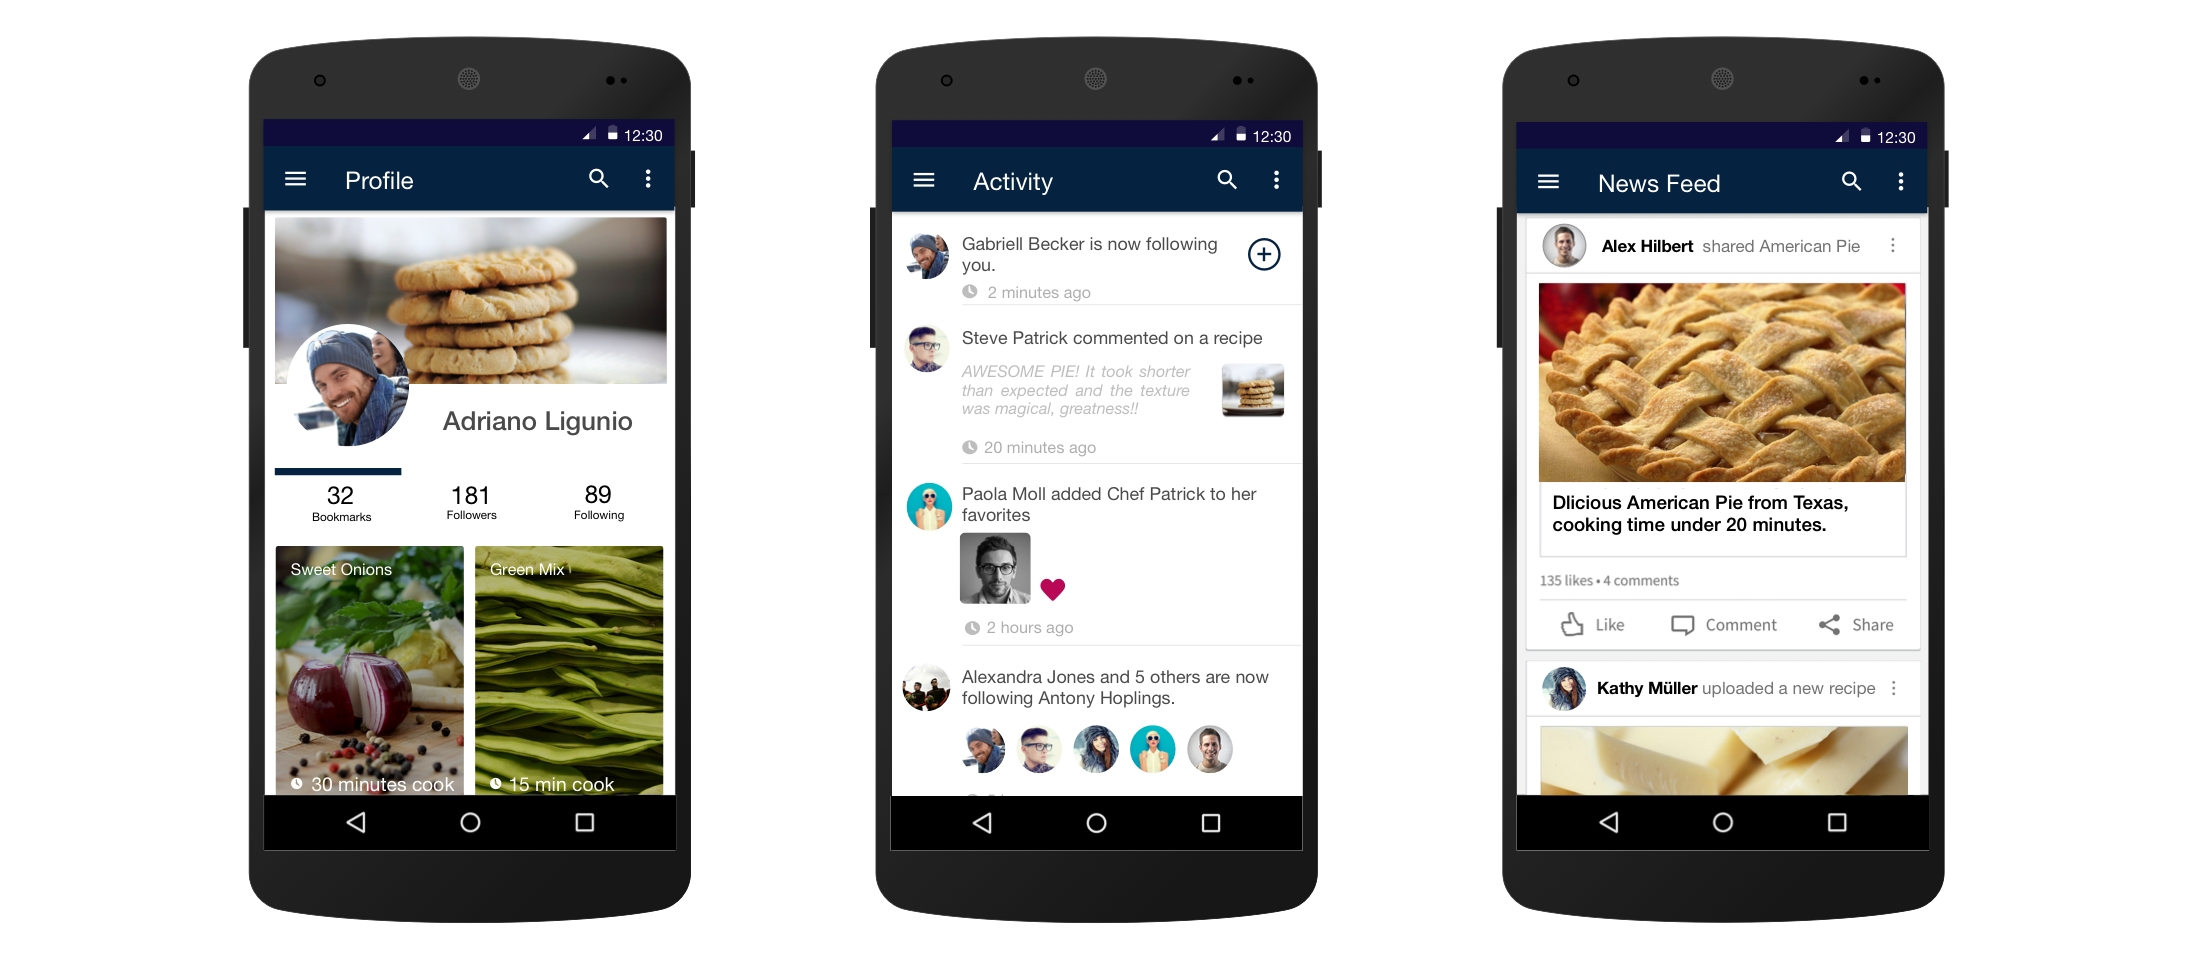 12:30
Profile
Adriano Ligunio
32
Bookmarks
181
Followers
89
Following
Sweet Onions
30 minutes cook
Green Mix
15 min cook
12:30
Activity
Gabriell Becker is now following
you.
2 minutes ago
Steve Patrick commented on a recipe
AWESOME PIE! It took shorter
than expected and the texture
was magical, greatness!!
20 minutes ago
Paola Moll added Chef Patrick to her
favorites
2 hours ago
Alexandra Jones and 5 others are now
following Antony Hoplings.
12:30
News Feed
Alex Hilbert shared American Pie
Dlicious American Pie from Texas,
cooking time under 20 minutes.
135 likes • 4 comments
Like
Comment
Share
Kathy Müller uploaded a new recipe